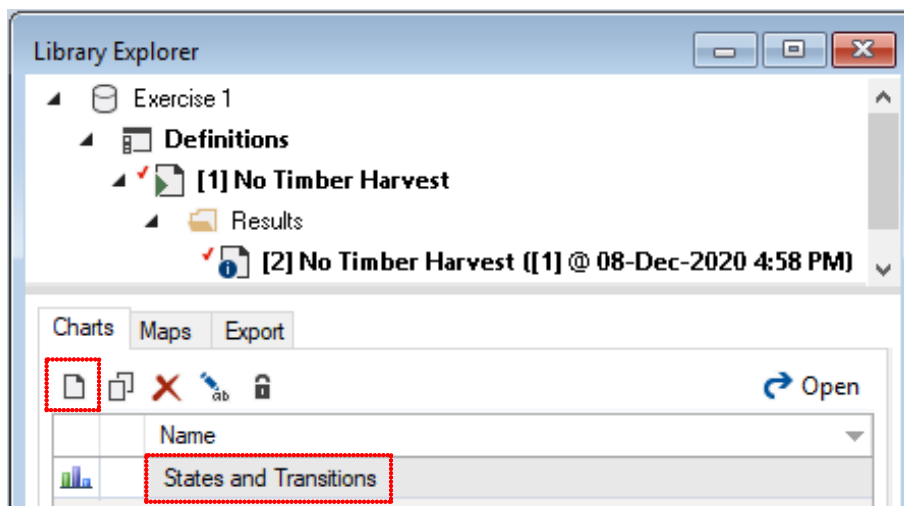 Library Explorer
Exercise 1
Definitions
[1] No Timber Harvest
Results
[2] No Timber Harvest ([1] @ 08-Dec-2020 4:58 PM)
Charts Maps Export
ab Open
Name
States and Transitions